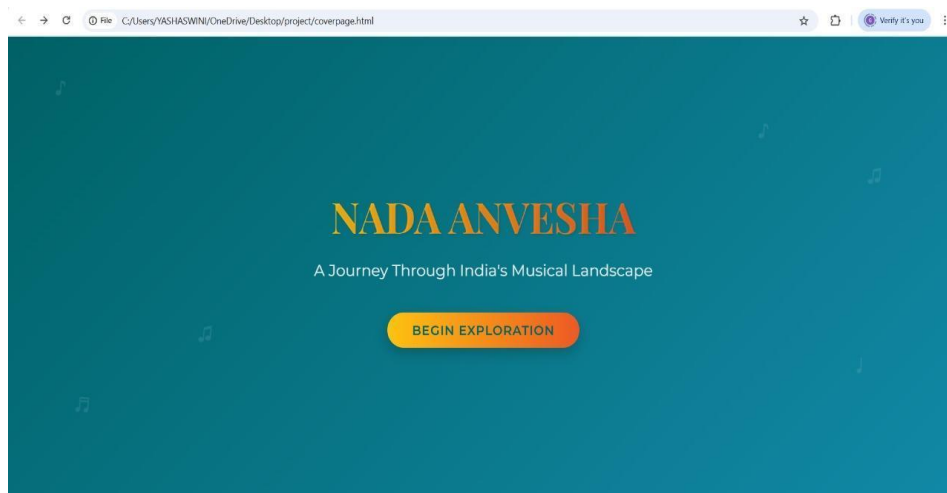 File C:/Users/YASHASWINI/OneDrive/Desktop/project/coverpage.html Verify it's you
NADA ANVESHA
A Journey Through India's Musical Landscape
BEGIN EXPLORATION